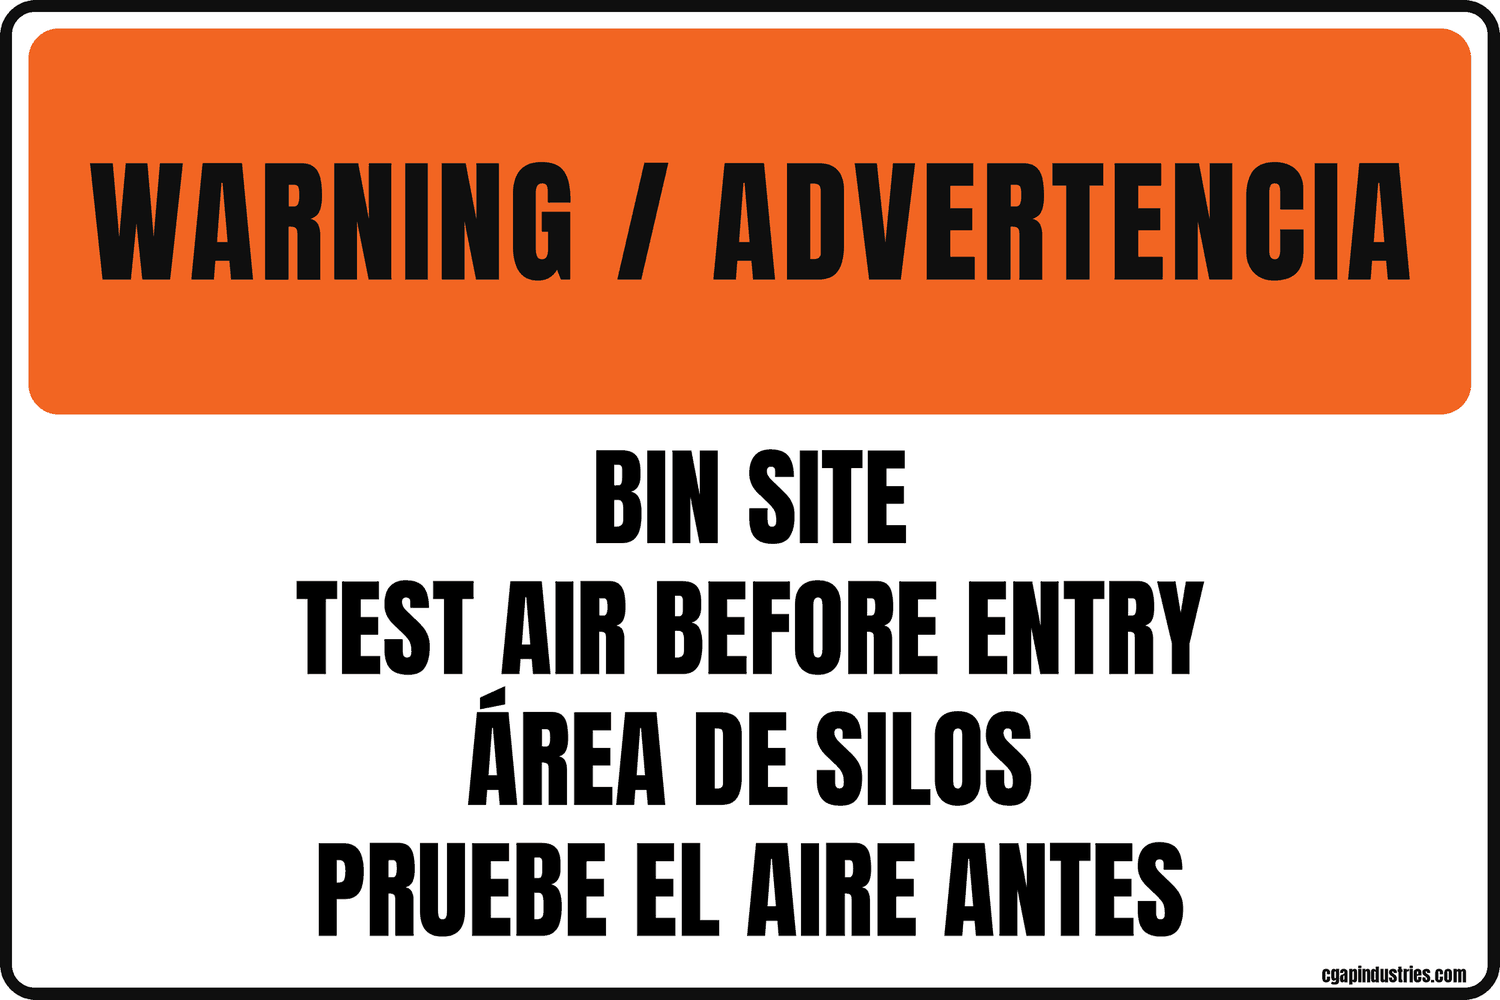 WARNING / ADVERTENCIA
BIN SITE
TEST AIR BEFORE ENTRY
ÁREA DE SILOS
PRUEBE EL AIRE ANTES
cgapindustries.com